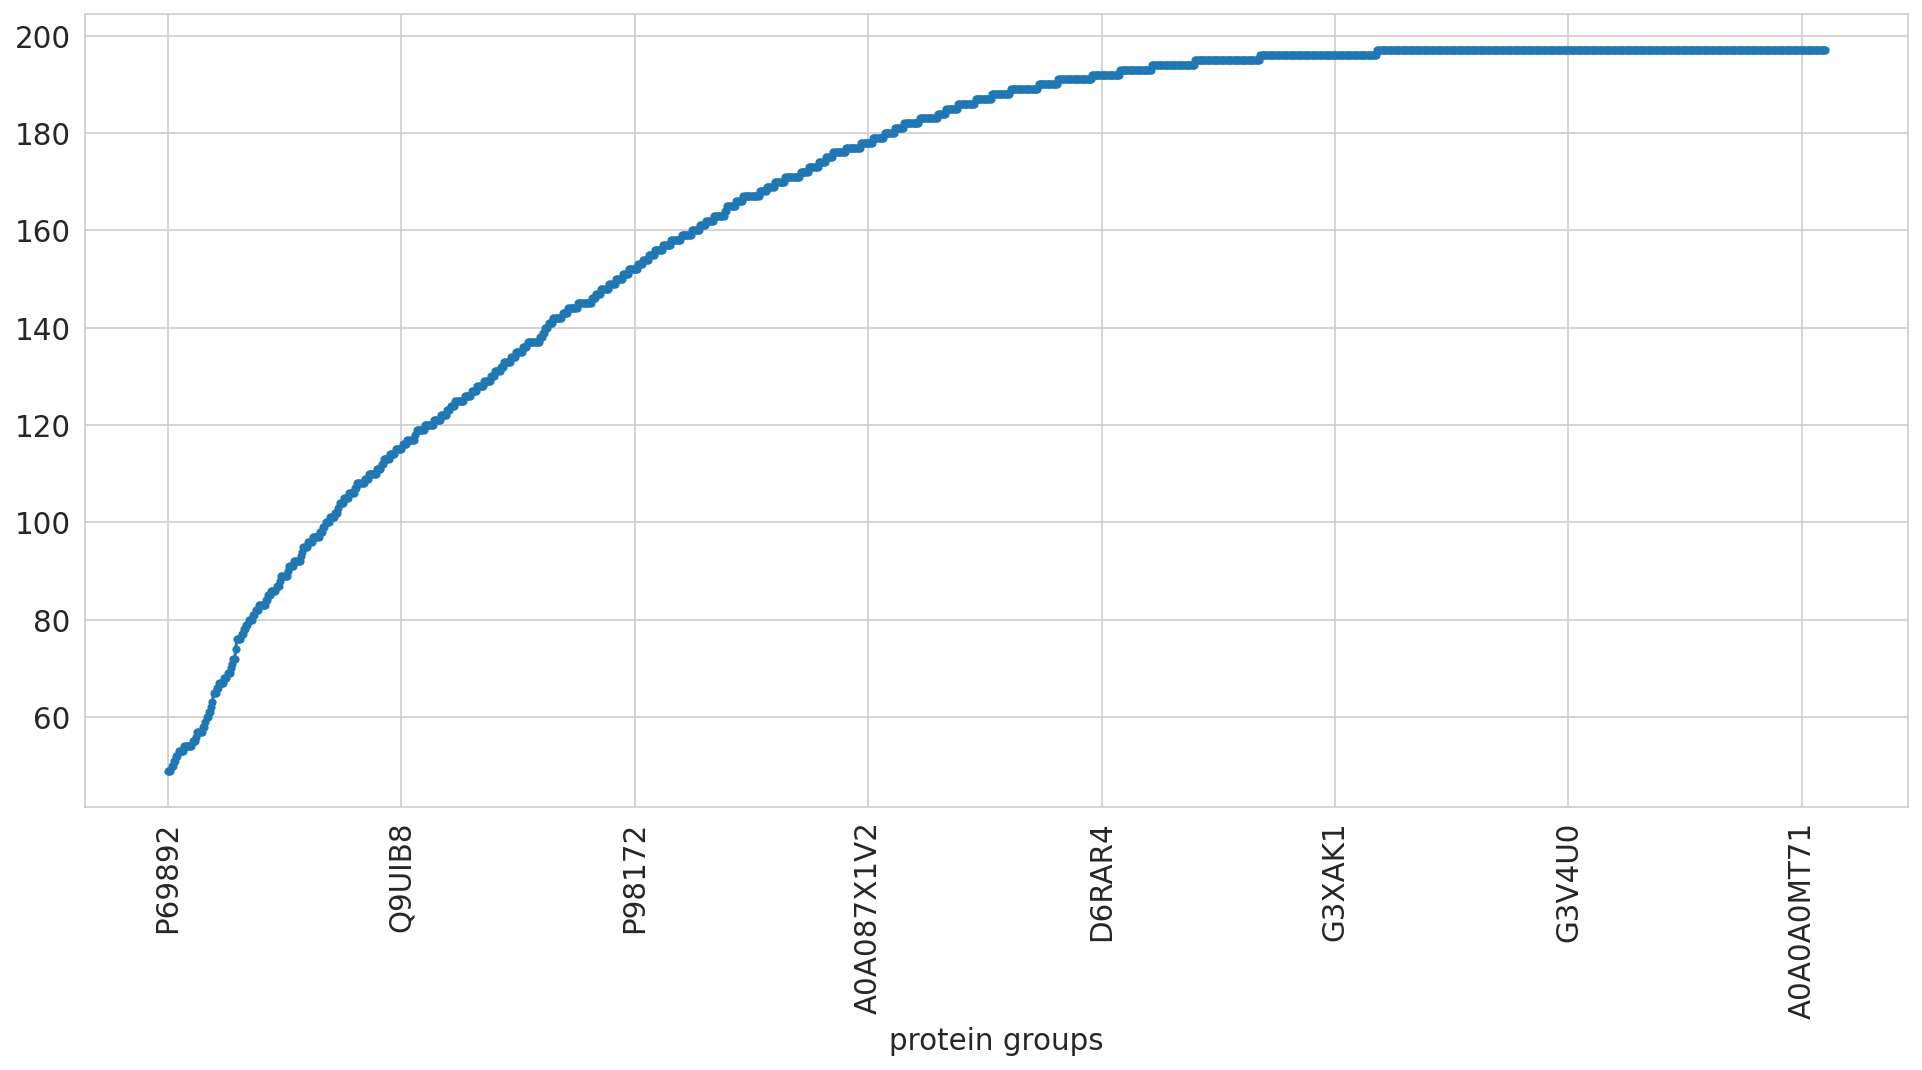 200
180
160
140
120
100
80
60
P69892
Q9UIB8
P98172
A0A087X1V2
D6RAR4
G3XAK1
G3V4U0
A0A0A0MT71
protein groups